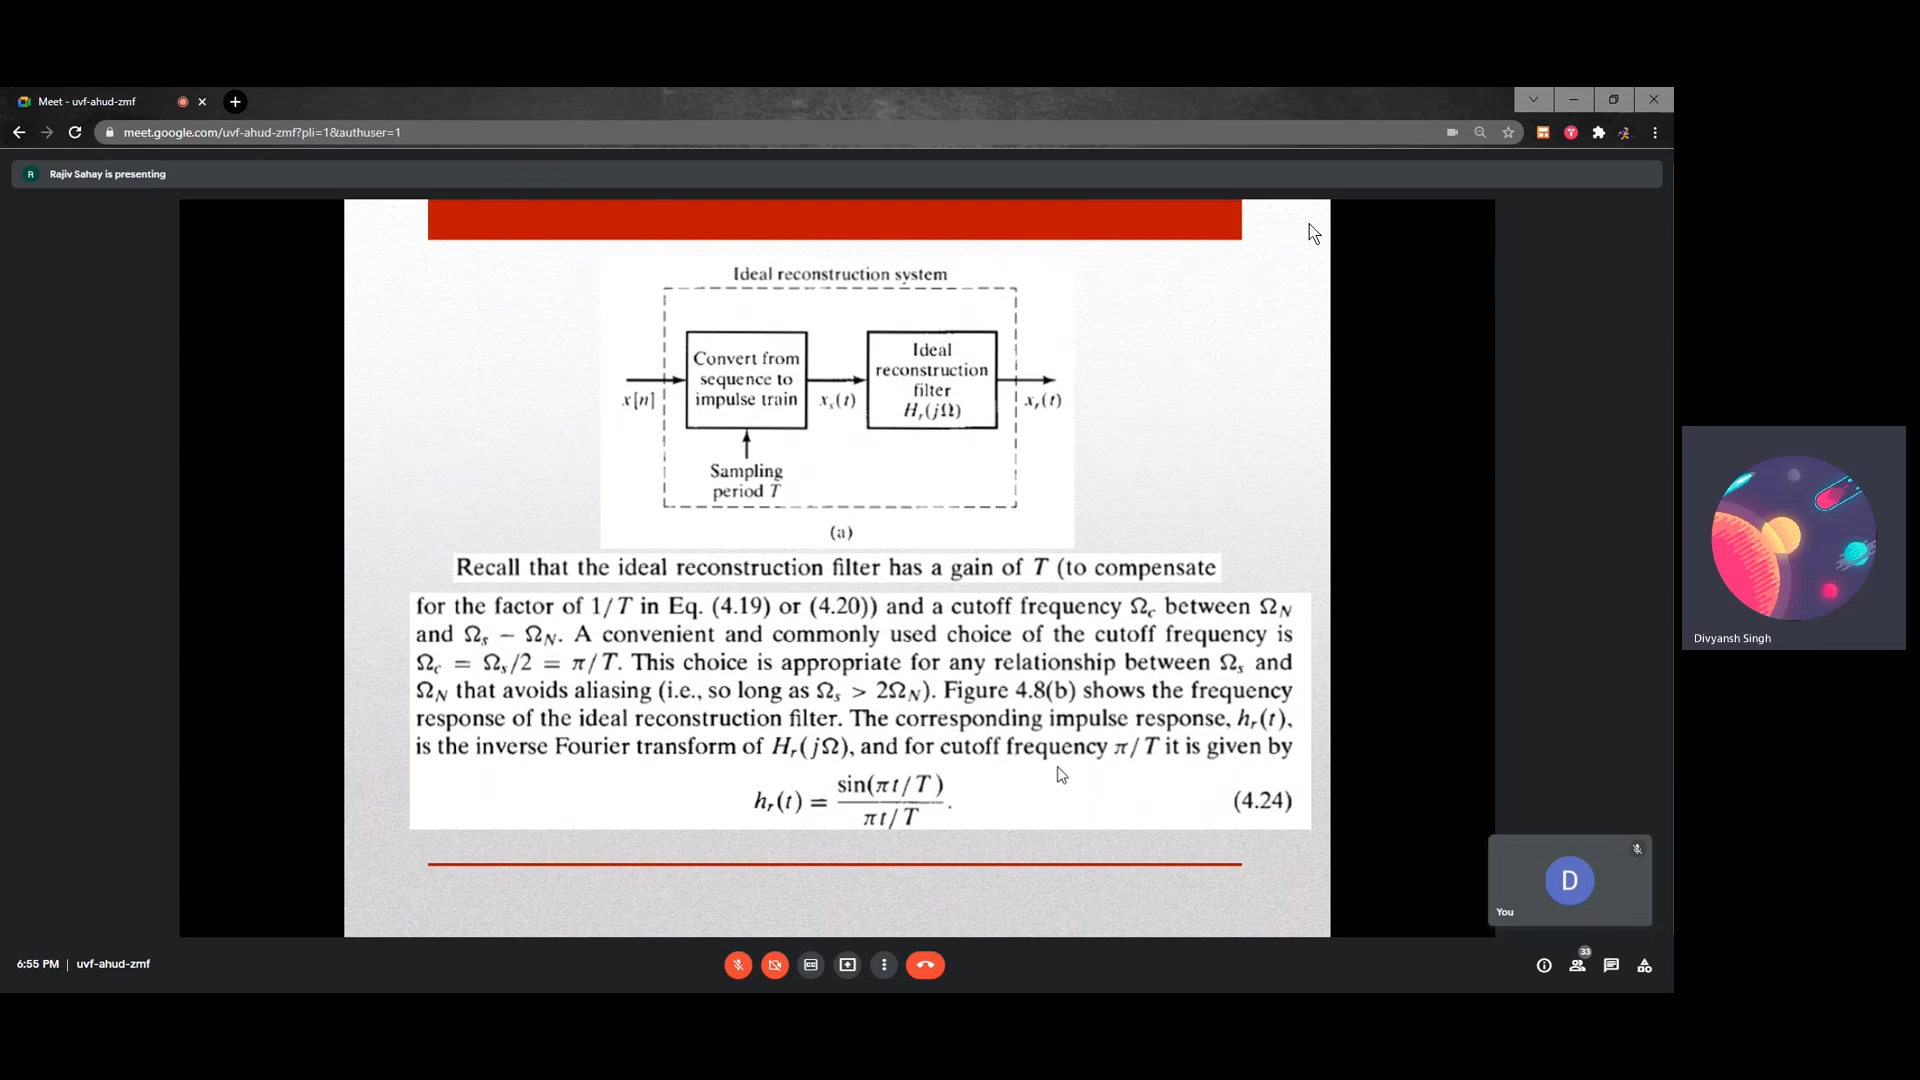 Meet - uvf-ahud-zmf
meet.google.com/uvf-ahud-zmf?pli=1&authuser=1
R Rajiv Sahay is presenting
Ideal reconstruction system
Convert from
sequence to
impulse train
Ideal
reconstruction
filter
H_r(jΩ)
x[n]
x_s(t)
x_r(t)
Sampling
period T
(a)
Recall that the ideal reconstruction filter has a gain of T (to compensate
for the factor of 1/T in Eq. (4.19) or (4.20)) and a cutoff frequency Ω_c between Ω_N
and Ω_s − Ω_N. A convenient and commonly used choice of the cutoff frequency is
Ω_c = Ω_s/2 = π/T. This choice is appropriate for any relationship between Ω_s and
Ω_N that avoids aliasing (i.e., so long as Ω_s > 2Ω_N). Figure 4.8(b) shows the frequency
response of the ideal reconstruction filter. The corresponding impulse response, h_r(t),
is the inverse Fourier transform of H_r(jΩ), and for cutoff frequency π/T it is given by
h_r(t) = sin(πt/T) / πt/T. (4.24)
Divyansh Singh
D
You
6:55 PM | uvf-ahud-zmf
33